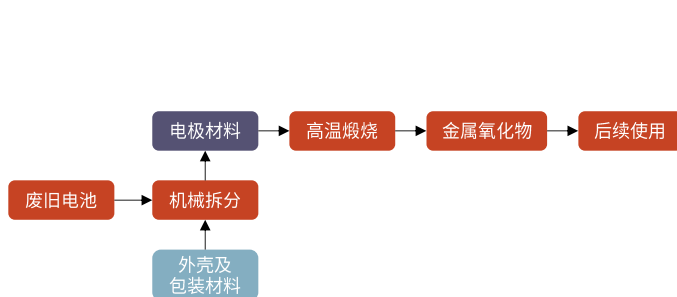 电极材料
高温煅烧
金属氧化物
后续使用
废旧电池
机械拆分
外壳及
包装材料